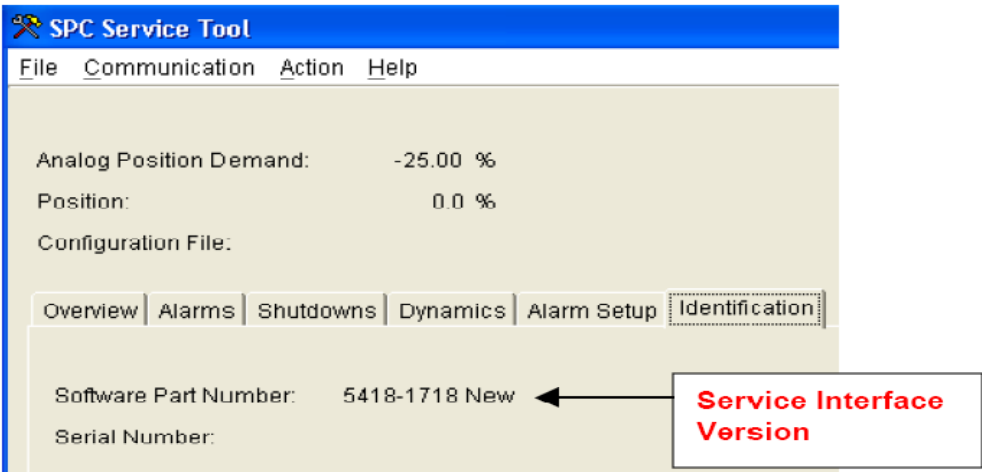 SPC Service Tool
File Communication Action Help
Analog Position Demand: -25.00 %
Position: 0.0 %
Configuration File:
Overview Alarms Shutdowns Dynamics Alarm Setup Identification
Software Part Number: 5418-1718 New
Serial Number:
Service Interface
Version